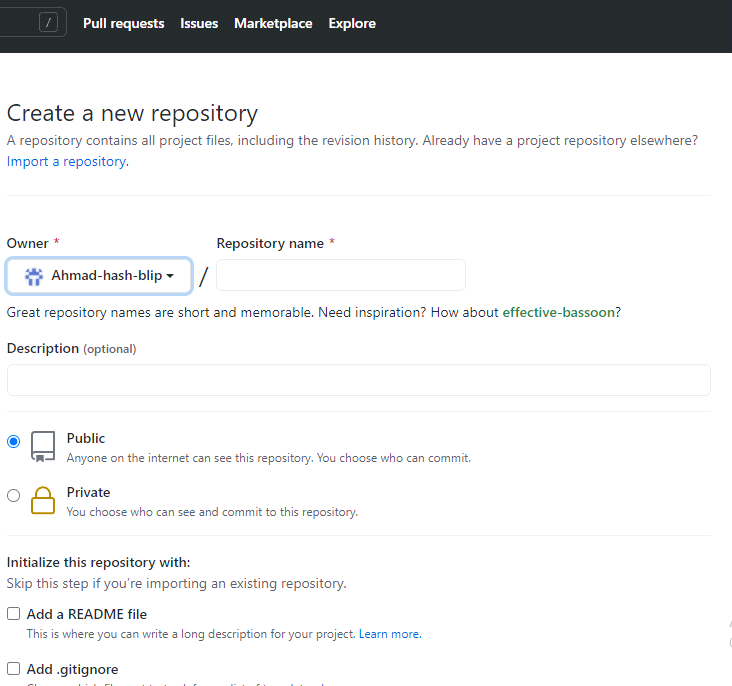 / Pull requests Issues Marketplace Explore
Create a new repository
A repository contains all project files, including the revision history. Already have a project repository elsewhere?
Import a repository.
Owner * Repository name *
Ahmad-hash-blip /
Great repository names are short and memorable. Need inspiration? How about effective-bassoon?
Description (optional)
Public
Anyone on the internet can see this repository. You choose who can commit.
Private
You choose who can see and commit to this repository.
Initialize this repository with:
Skip this step if you're importing an existing repository.
Add a README file
This is where you can write a long description for your project. Learn more.
Add .gitignore